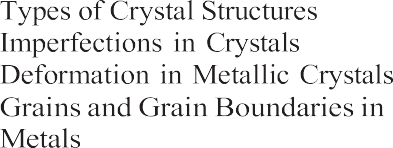 Types of Crystal Structures
Imperfections in Crystals
Deformation in Metallic Crystals
Grains and Grain Boundaries in
Metals